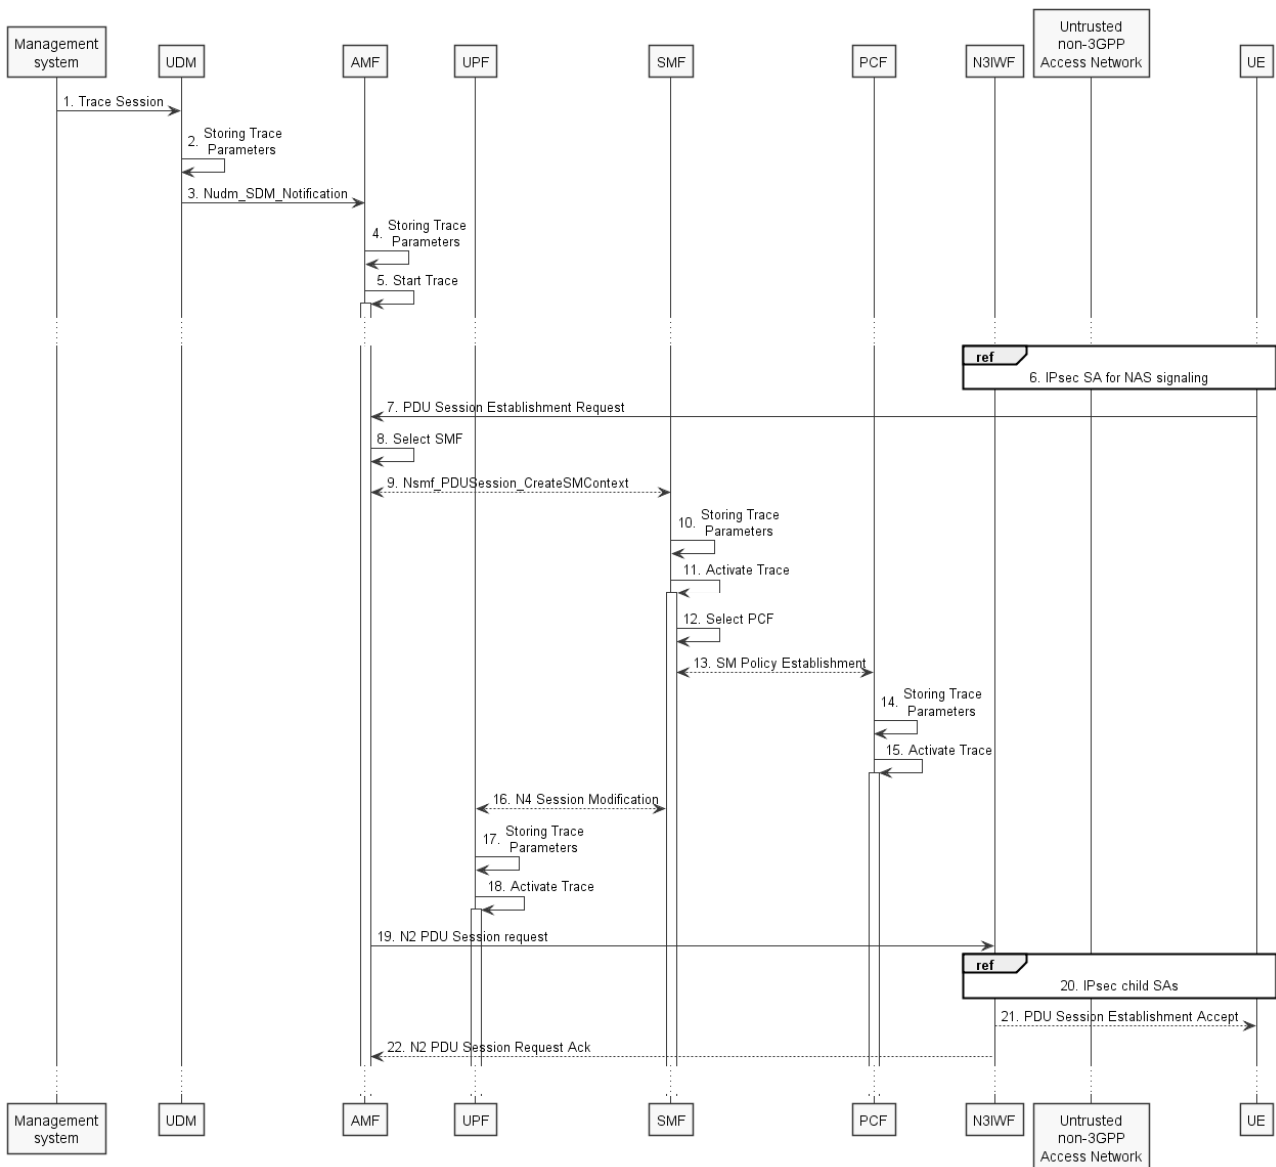 Untrusted
non-3GPP
Access Network
Management
system
UDM
AMF
UPF
SMF
PCF
N3IWF
UE
1. Trace Session
2. Storing Trace
Parameters
3. Nudm_SDM_Notification
4. Storing Trace
Parameters
5. Start Trace
ref
6. IPsec SA for NAS signaling
7. PDU Session Establishment Request
8. Select SMF
9. Nsmf_PDUSession_CreateSMContext
10. Storing Trace
Parameters
11. Activate Trace
12. Select PCF
13. SM Policy Establishment
14. Storing Trace
Parameters
15. Activate Trace
16. N4 Session Modification
17. Storing Trace
Parameters
18. Activate Trace
19. N2 PDU Session request
ref
20. IPsec child SAs
21. PDU Session Establishment Accept
22. N2 PDU Session Request Ack
Management
system
UDM
AMF
UPF
SMF
PCF
N3IWF
Untrusted
non-3GPP
Access Network
UE